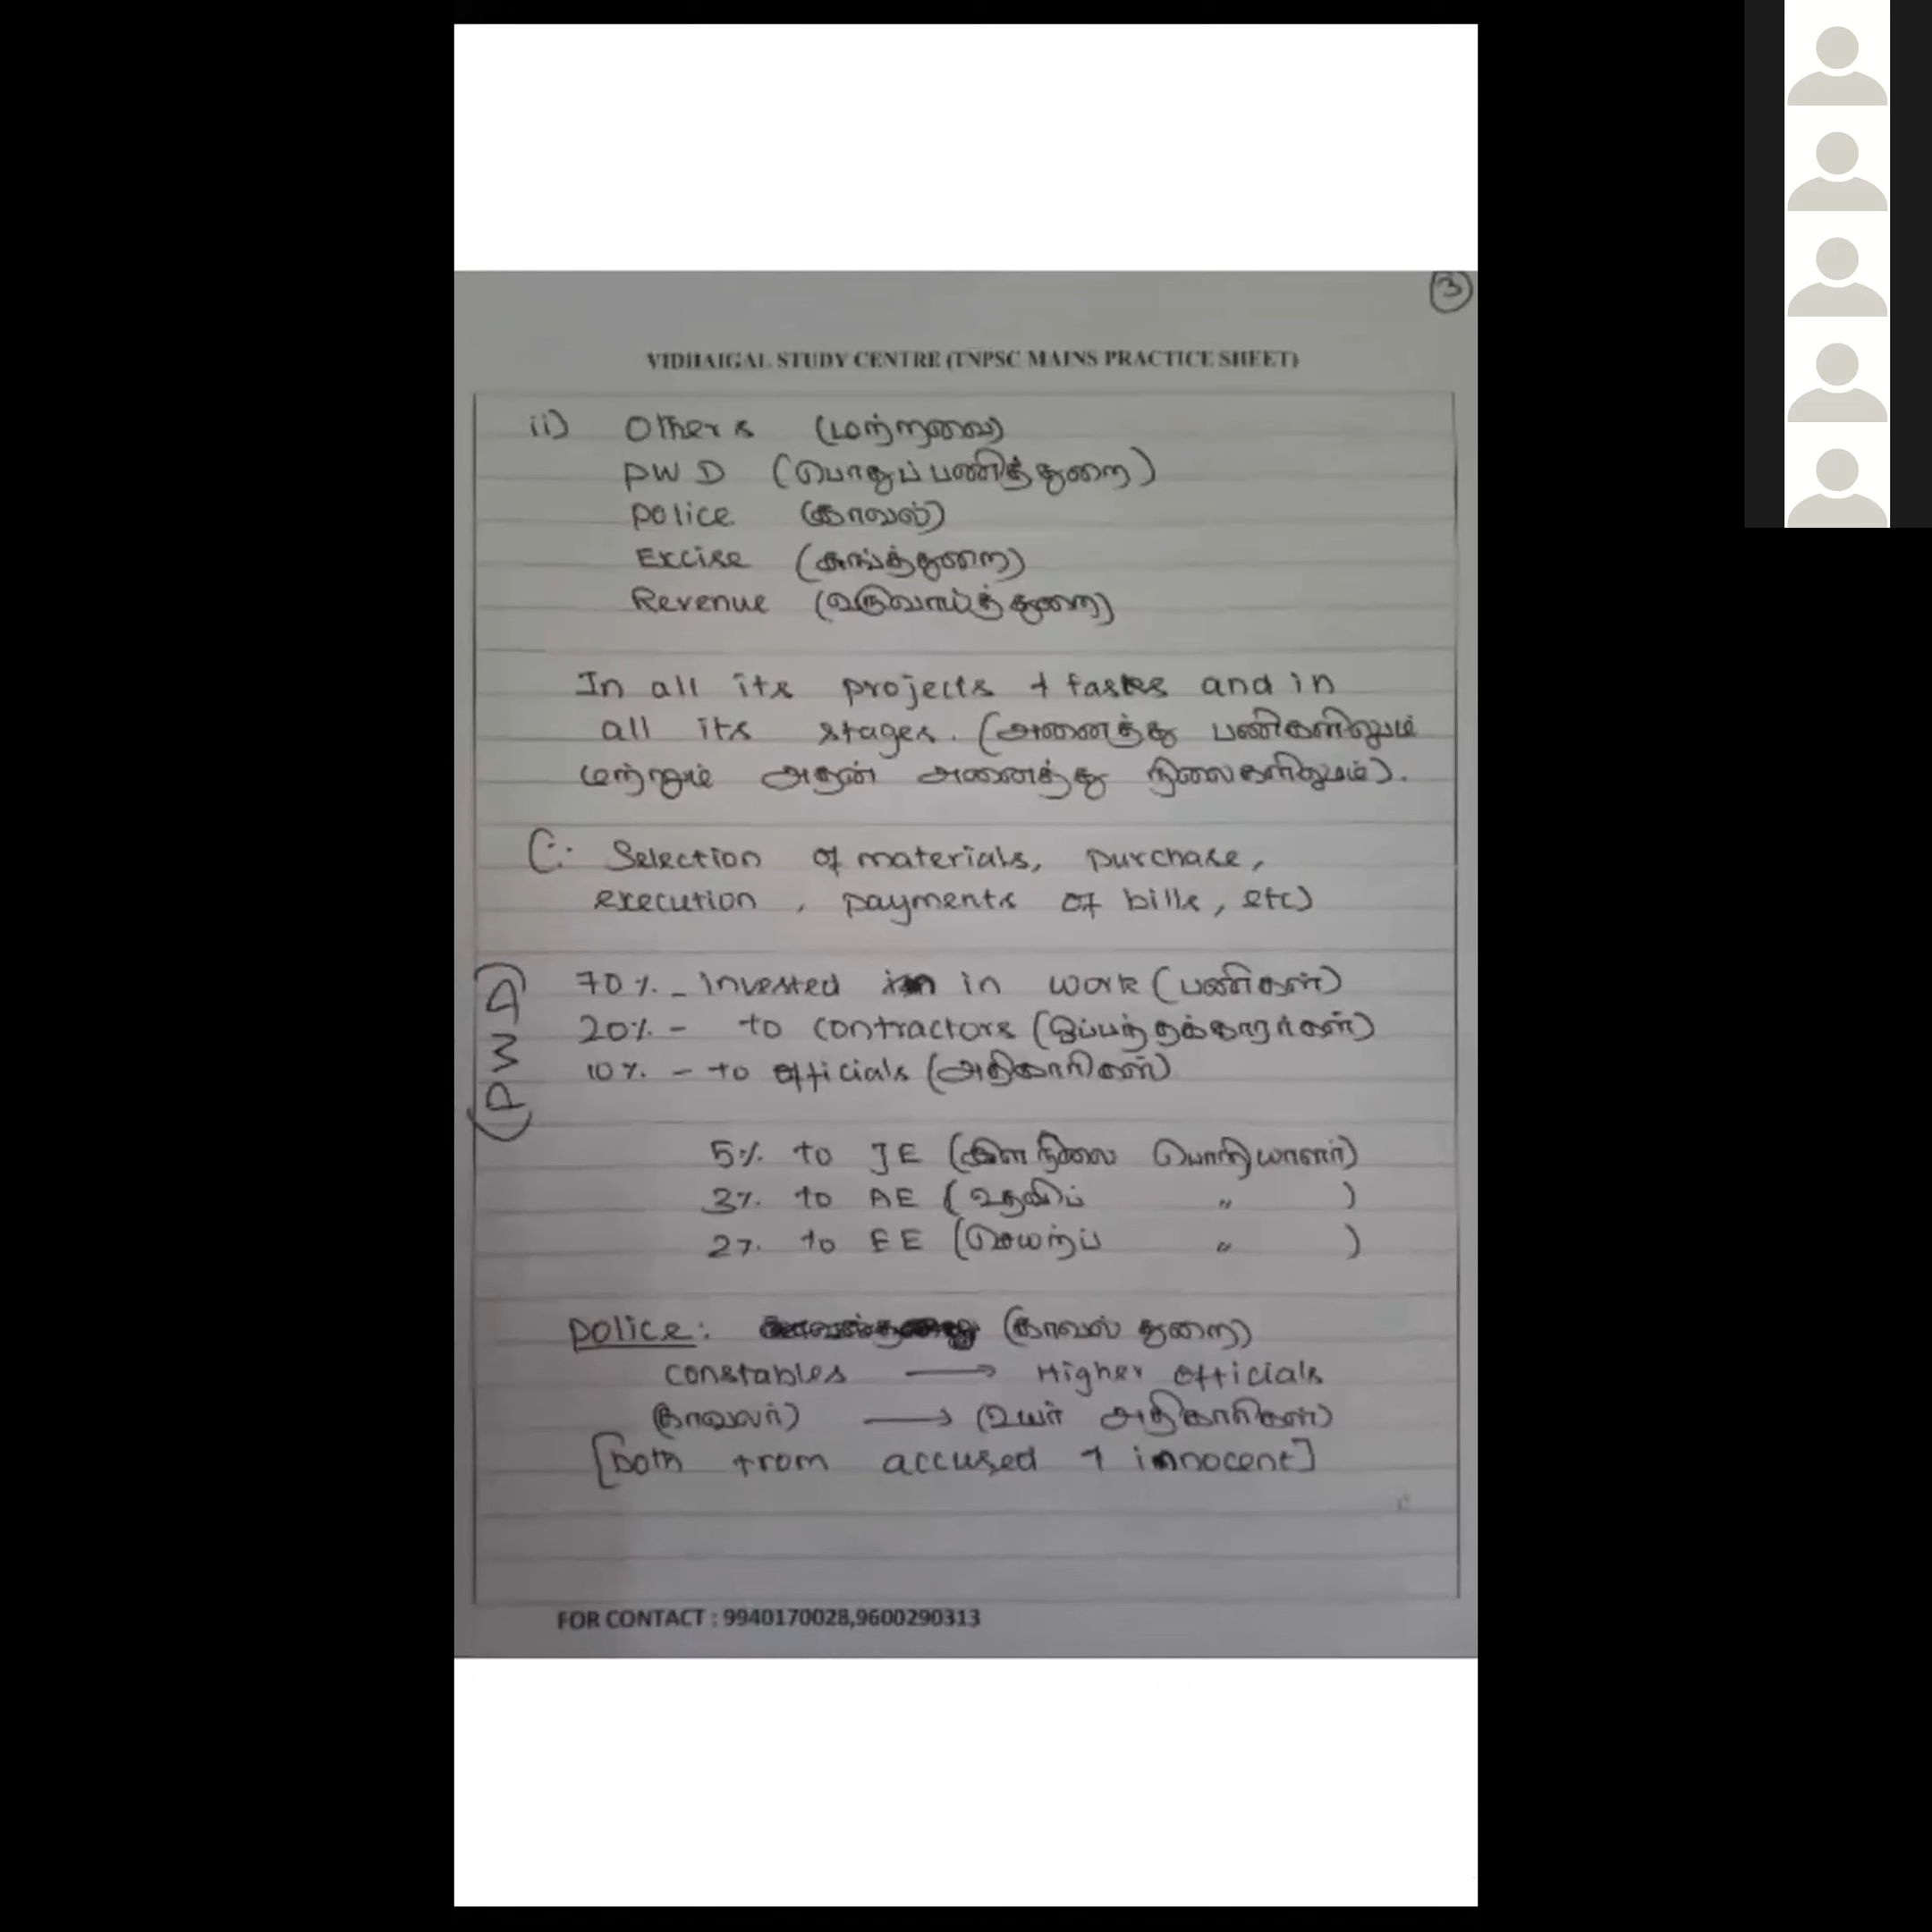 3
VIDHAIGAL STUDY CENTRE (TNPSC MAINS PRACTICE SHEET)
ii) Others (மற்றவை)
PWD (பொதுப்பணித்துறை)
Police (காவல்)
Excise (சுங்கத்துறை)
Revenue (வருவாய்த்துறை)
In all its projects + tasks and in
all its stages. (அனைத்து பணிகளிலும்
மற்றும் அதன் அனைத்து நிலைகளிலும்).
(∵ Selection of materials, purchase,
execution, payments of bills, etc)
(PWD)
70% - Invested in in work (பணிகள்)
20% - to contractors (ஒப்பந்தக்காரர்கள்)
10% - to officials (அதிகாரிகள்)
5% to JE (இளநிலை பொறியாளர்)
3% to AE (உதவிப் " )
2% to EE (செயற்ப் " )
Police: (காவல் துறை)
constables → Higher officials
(காவலர்) → (உயர் அதிகாரிகள்)
[both from accused + innocent]
FOR CONTACT : 9940170028,9600290313